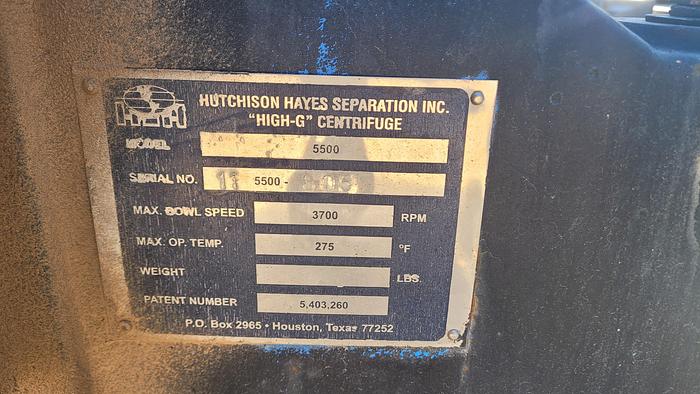 HUTCHISON HAYES SEPARATION INC.
"HIGH-G" CENTRIFUGE
MODEL 5500
SERIAL NO. 11 5500 -
MAX. BOWL SPEED 3700 RPM
MAX. OP. TEMP. 275 °F
WEIGHT LBS.
PATENT NUMBER 5,403,260
P.O. Box 2965 • Houston, Texas 77252